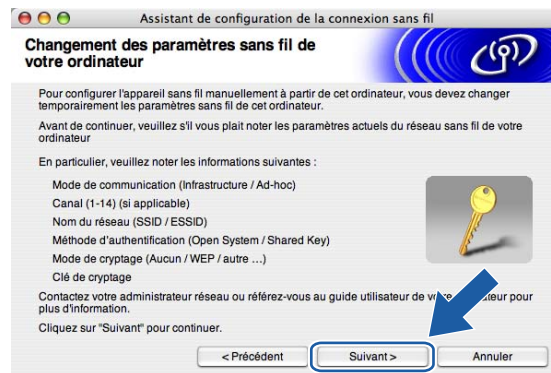 Assistant de configuration de la connexion sans fil
Changement des paramètres sans fil de
votre ordinateur
Pour configurer l'appareil sans fil manuellement à partir de cet ordinateur, vous devez changer
temporairement les paramètres sans fil de cet ordinateur.
Avant de continuer, veuillez s'il vous plait noter les paramètres actuels du réseau sans fil de votre
ordinateur
En particulier, veuillez noter les informations suivantes :
Mode de communication (Infrastructure / Ad-hoc)
Canal (1-14) (si applicable)
Nom du réseau (SSID / ESSID)
Méthode d'authentification (Open System / Shared Key)
Mode de cryptage (Aucun / WEP / autre ...)
Clé de cryptage
Contactez votre administrateur réseau ou référez-vous au guide utilisateur de pour
plus d'information.
Cliquez sur "Suivant" pour continuer.
< Précédent
Suivant >
Annuler